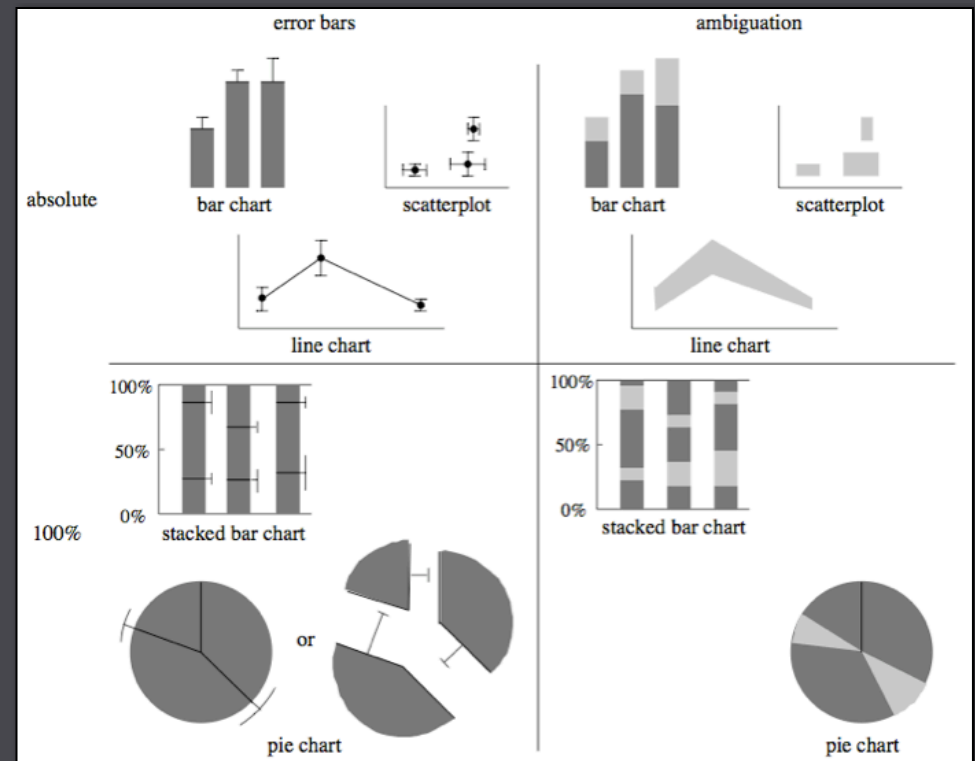 error bars
ambiguation
absolute
bar chart
scatterplot
bar chart
scatterplot
line chart
line chart
100%
50%
0%
stacked bar chart
100%
50%
0%
stacked bar chart
100%
or
pie chart
pie chart